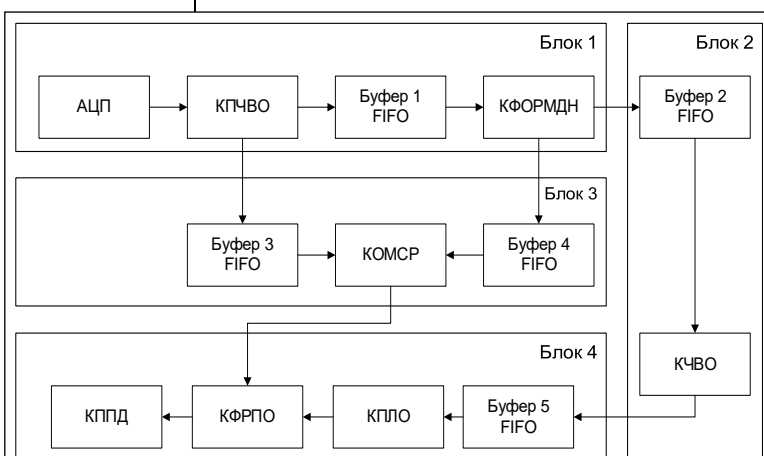 Блок 1
Блок 2
АЦП
КПЧВО
Буфер 1
FIFO
КФОРМДН
Буфер 2
FIFO
Блок 3
Буфер 3
FIFO
КОМСР
Буфер 4
FIFO
Блок 4
КЧВО
КППД
КФРПО
КПЛО
Буфер 5
FIFO